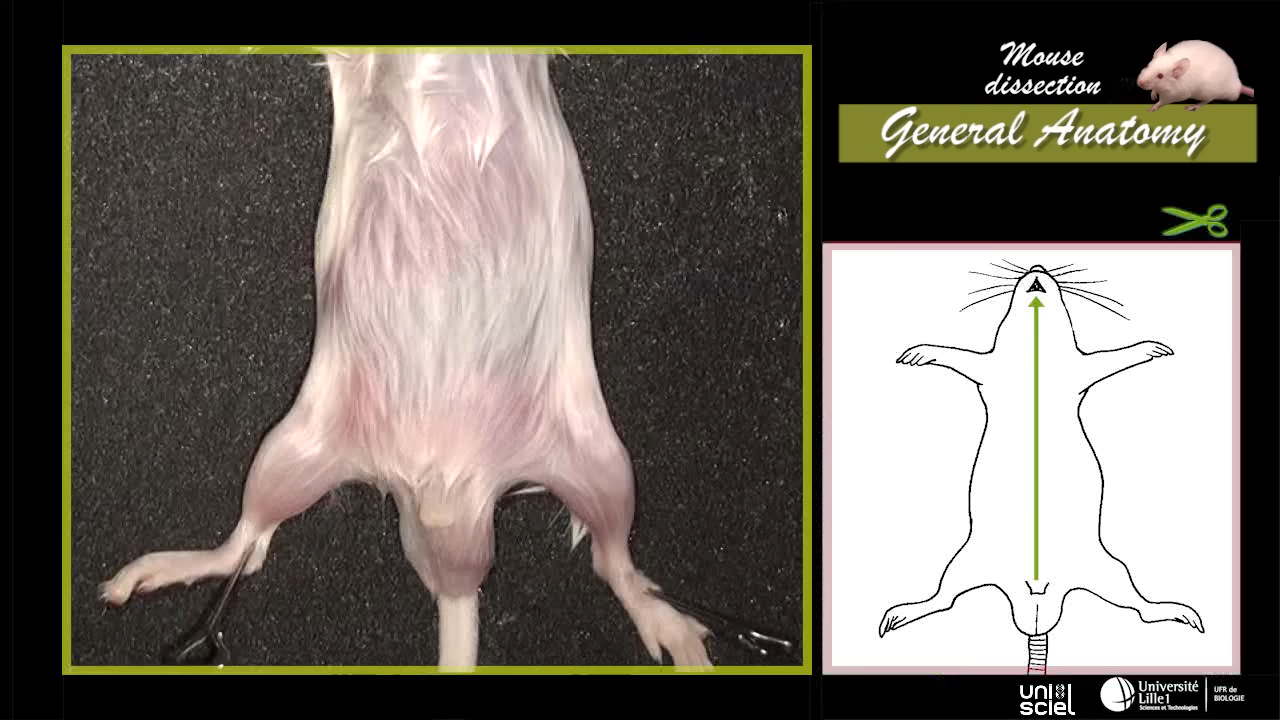 Mouse
dissection
General Anatomy
uni
sciel
Université
Lille1
Sciences et Technologies
UFR de
BIOLOGIE